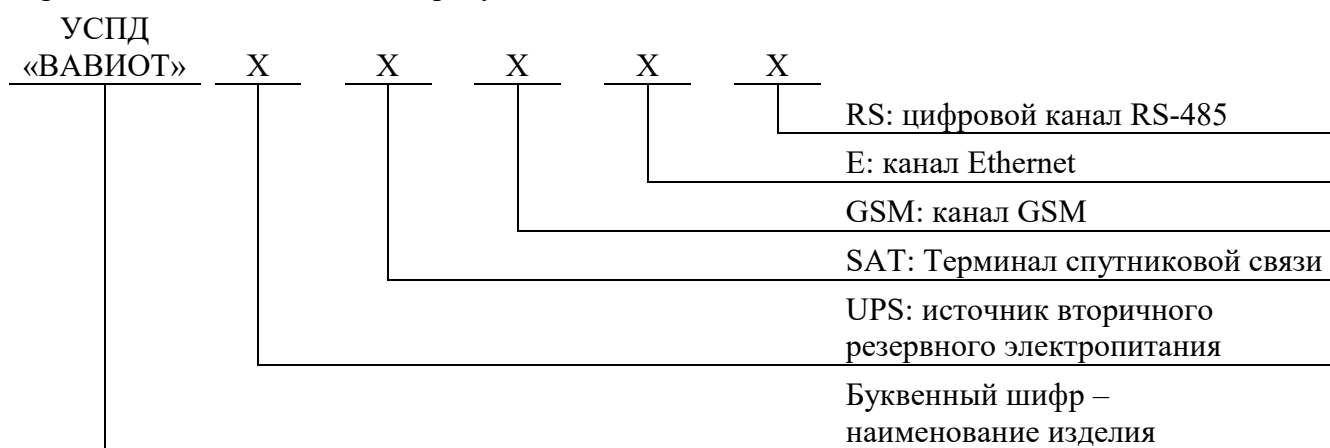 УСПД
«ВАВИОТ» X X X X X
RS: цифровой канал RS-485
E: канал Ethernet
GSM: канал GSM
SAT: Терминал спутниковой связи
UPS: источник вторичного
резервного электропитания
Буквенный шифр –
наименование изделия